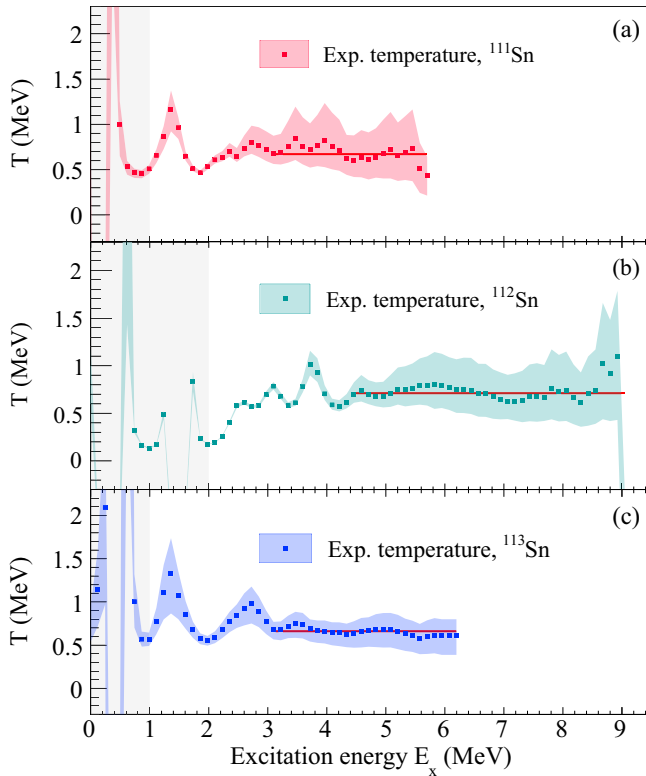 (a)
Exp. temperature, ¹¹¹Sn
T (MeV)
2
1.5
1
0.5
0
(b)
Exp. temperature, ¹¹²Sn
T (MeV)
2
1.5
1
0.5
0
(c)
Exp. temperature, ¹¹³Sn
T (MeV)
2
1.5
1
0.5
0
0 1 2 3 4 5 6 7 8 9
Excitation energy Eₓ (MeV)